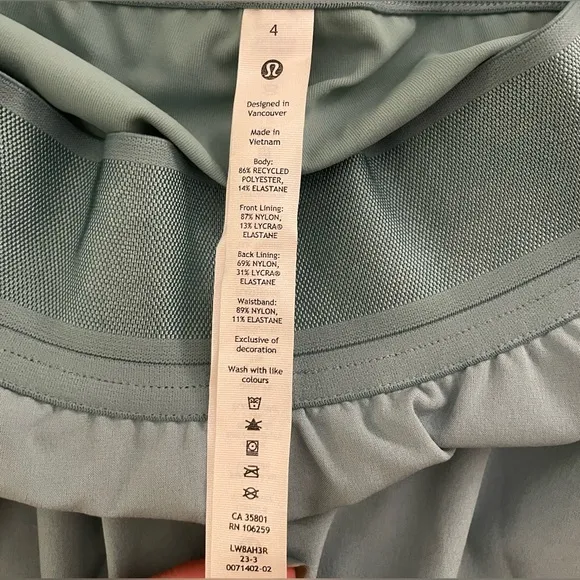 4
Designed in
Vancouver
Made in
Vietnam
Body:
86% RECYCLED
POLYESTER,
14% ELASTANE
Front Lining:
87% NYLON,
13% LYCRA®
ELASTANE
Back Lining:
69% NYLON,
31% LYCRA®
ELASTANE
Waistband:
89% NYLON,
11% ELASTANE
Exclusive of
decoration
Wash with like
colours
CA 35801
RN 106259
LW8AH3R
23-3
0071402-02